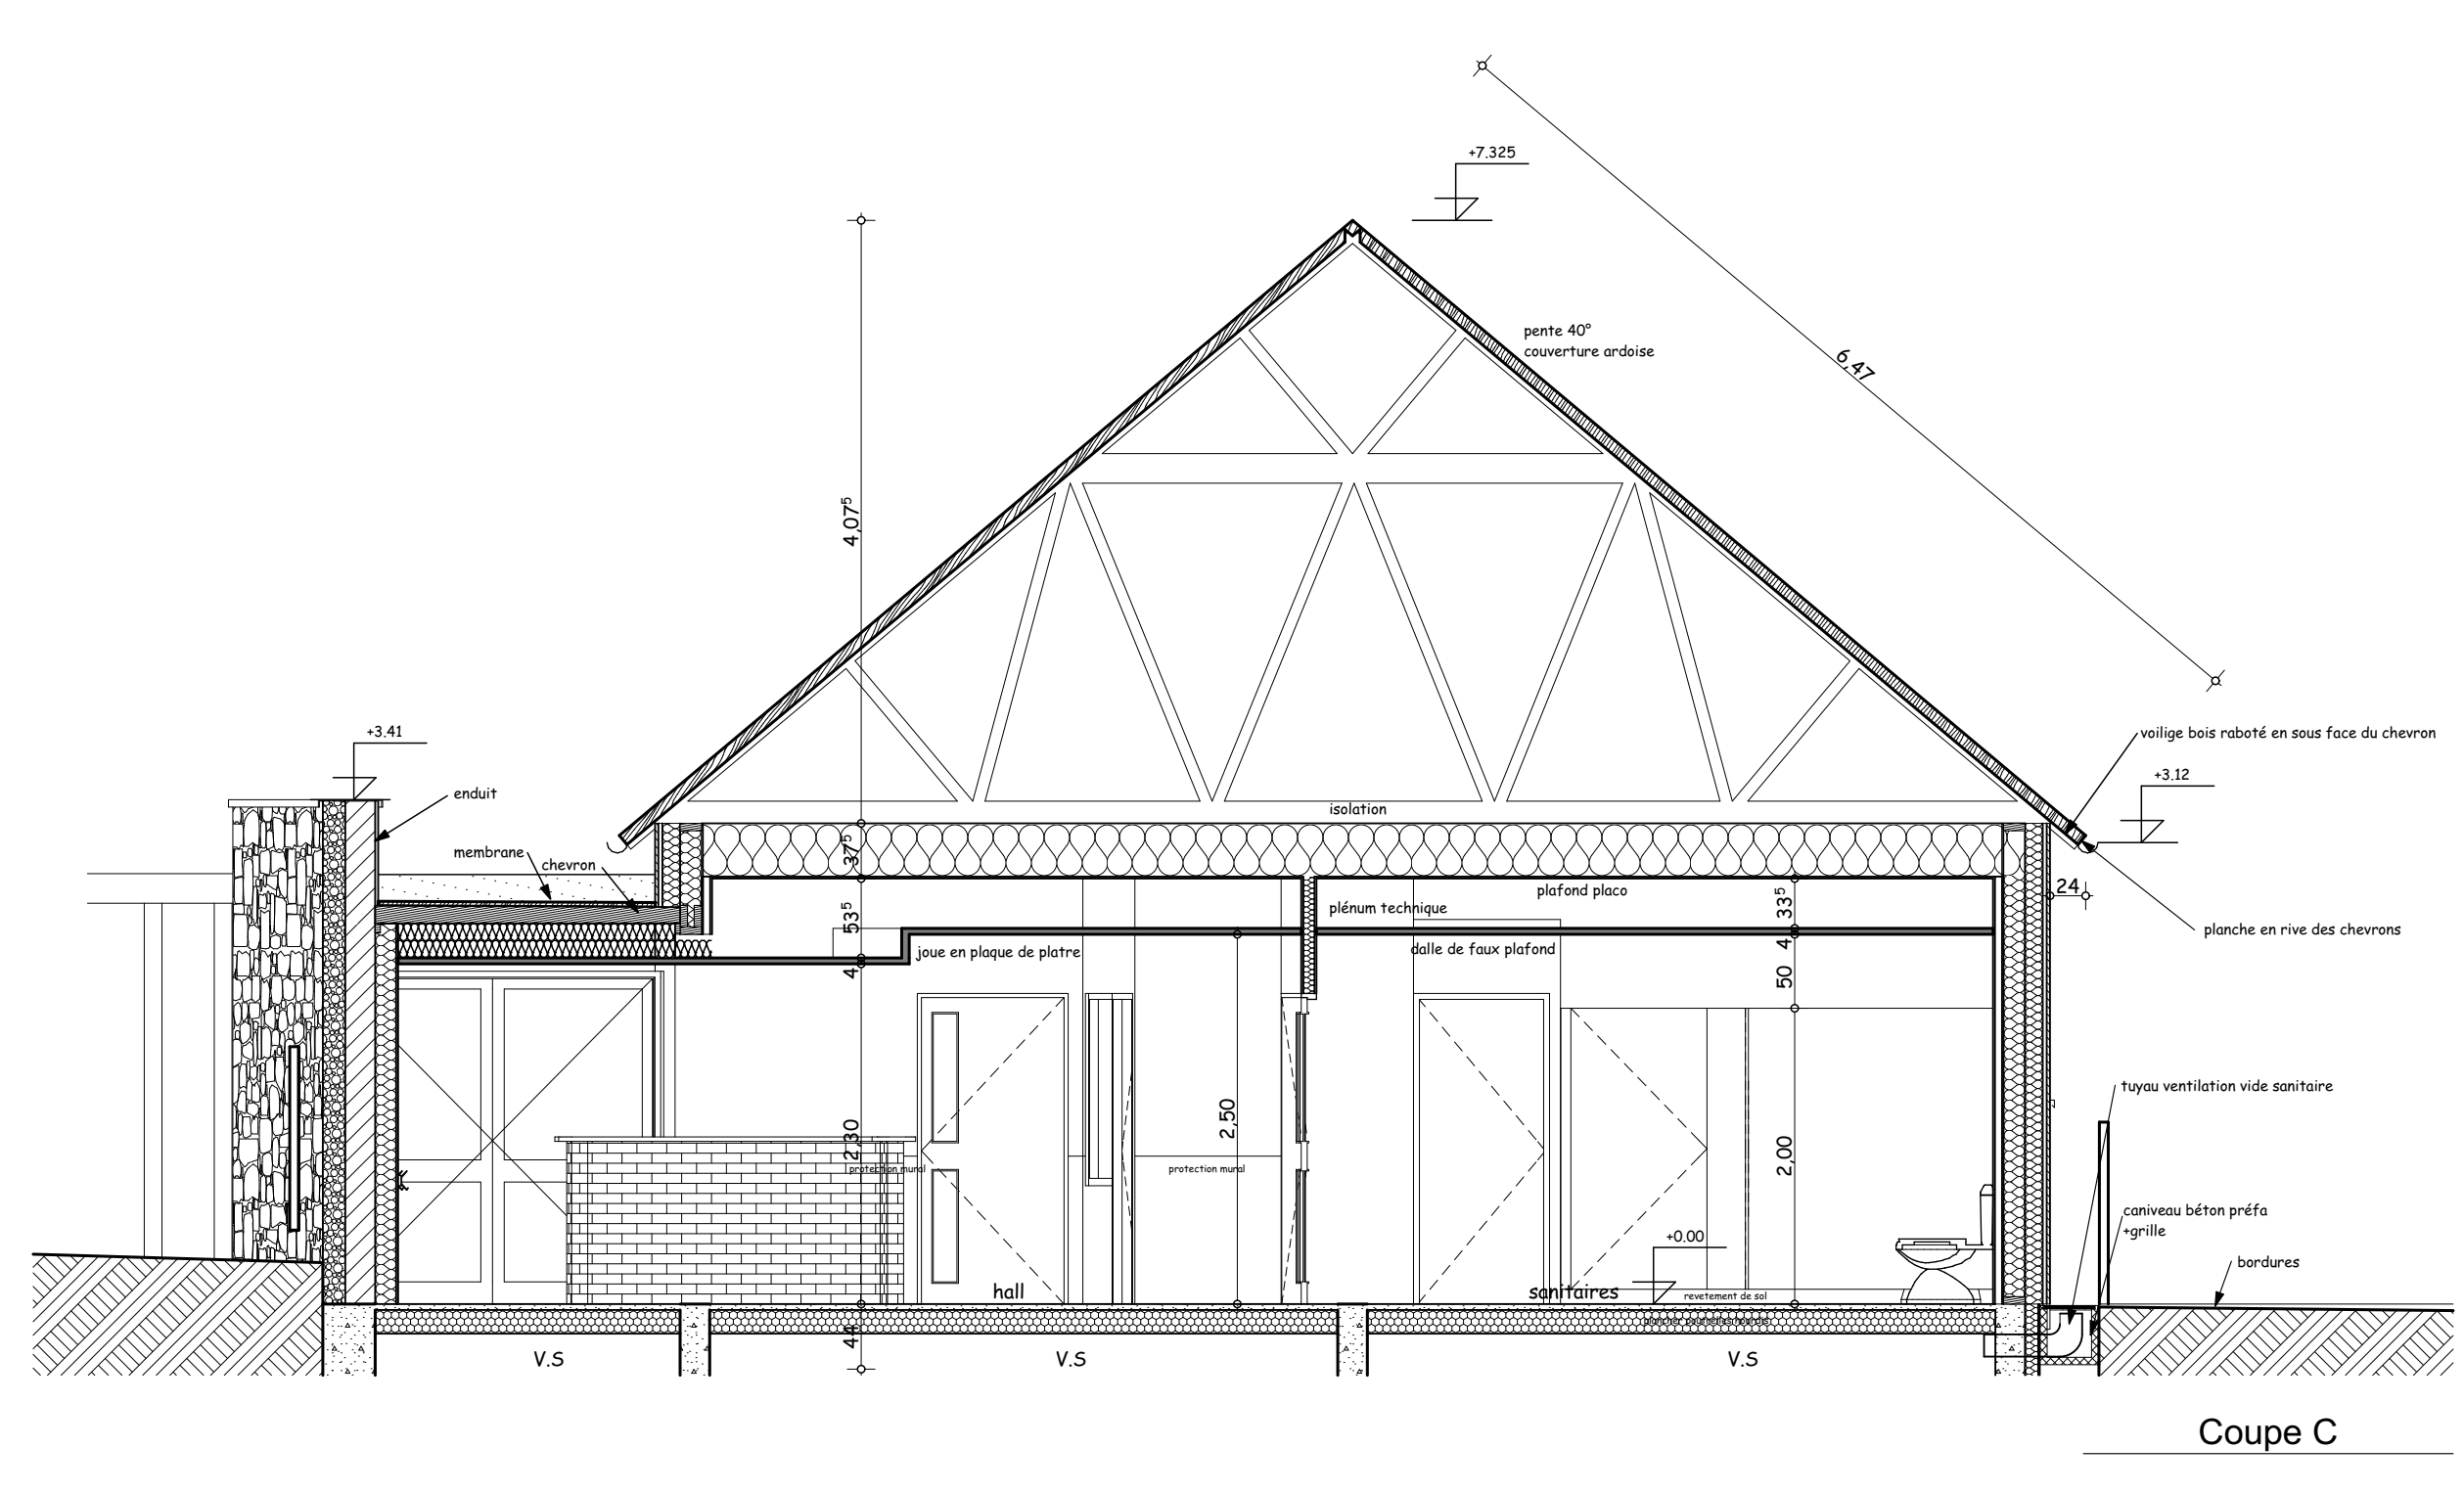 +7.325
pente 40°
couverture ardoise
6,47
4,07⁵
+3.41
enduit
membrane
chevron
voilige bois raboté en sous face du chevron
+3.12
isolation
37⁵
plafond placo
24
plénum technique
53⁵
33⁵
planche en rive des chevrons
joue en plaque de platre
dalle de faux plafond
4
4
50
tuyau ventilation vide sanitaire
2,50
2,30
2,00
protection mural
protection mural
caniveau béton préfa
+grille
+0.00
bordures
hall
sanitaires
revetement de sol
plancher poutrelles hourdis
44
V.S
V.S
V.S
Coupe C